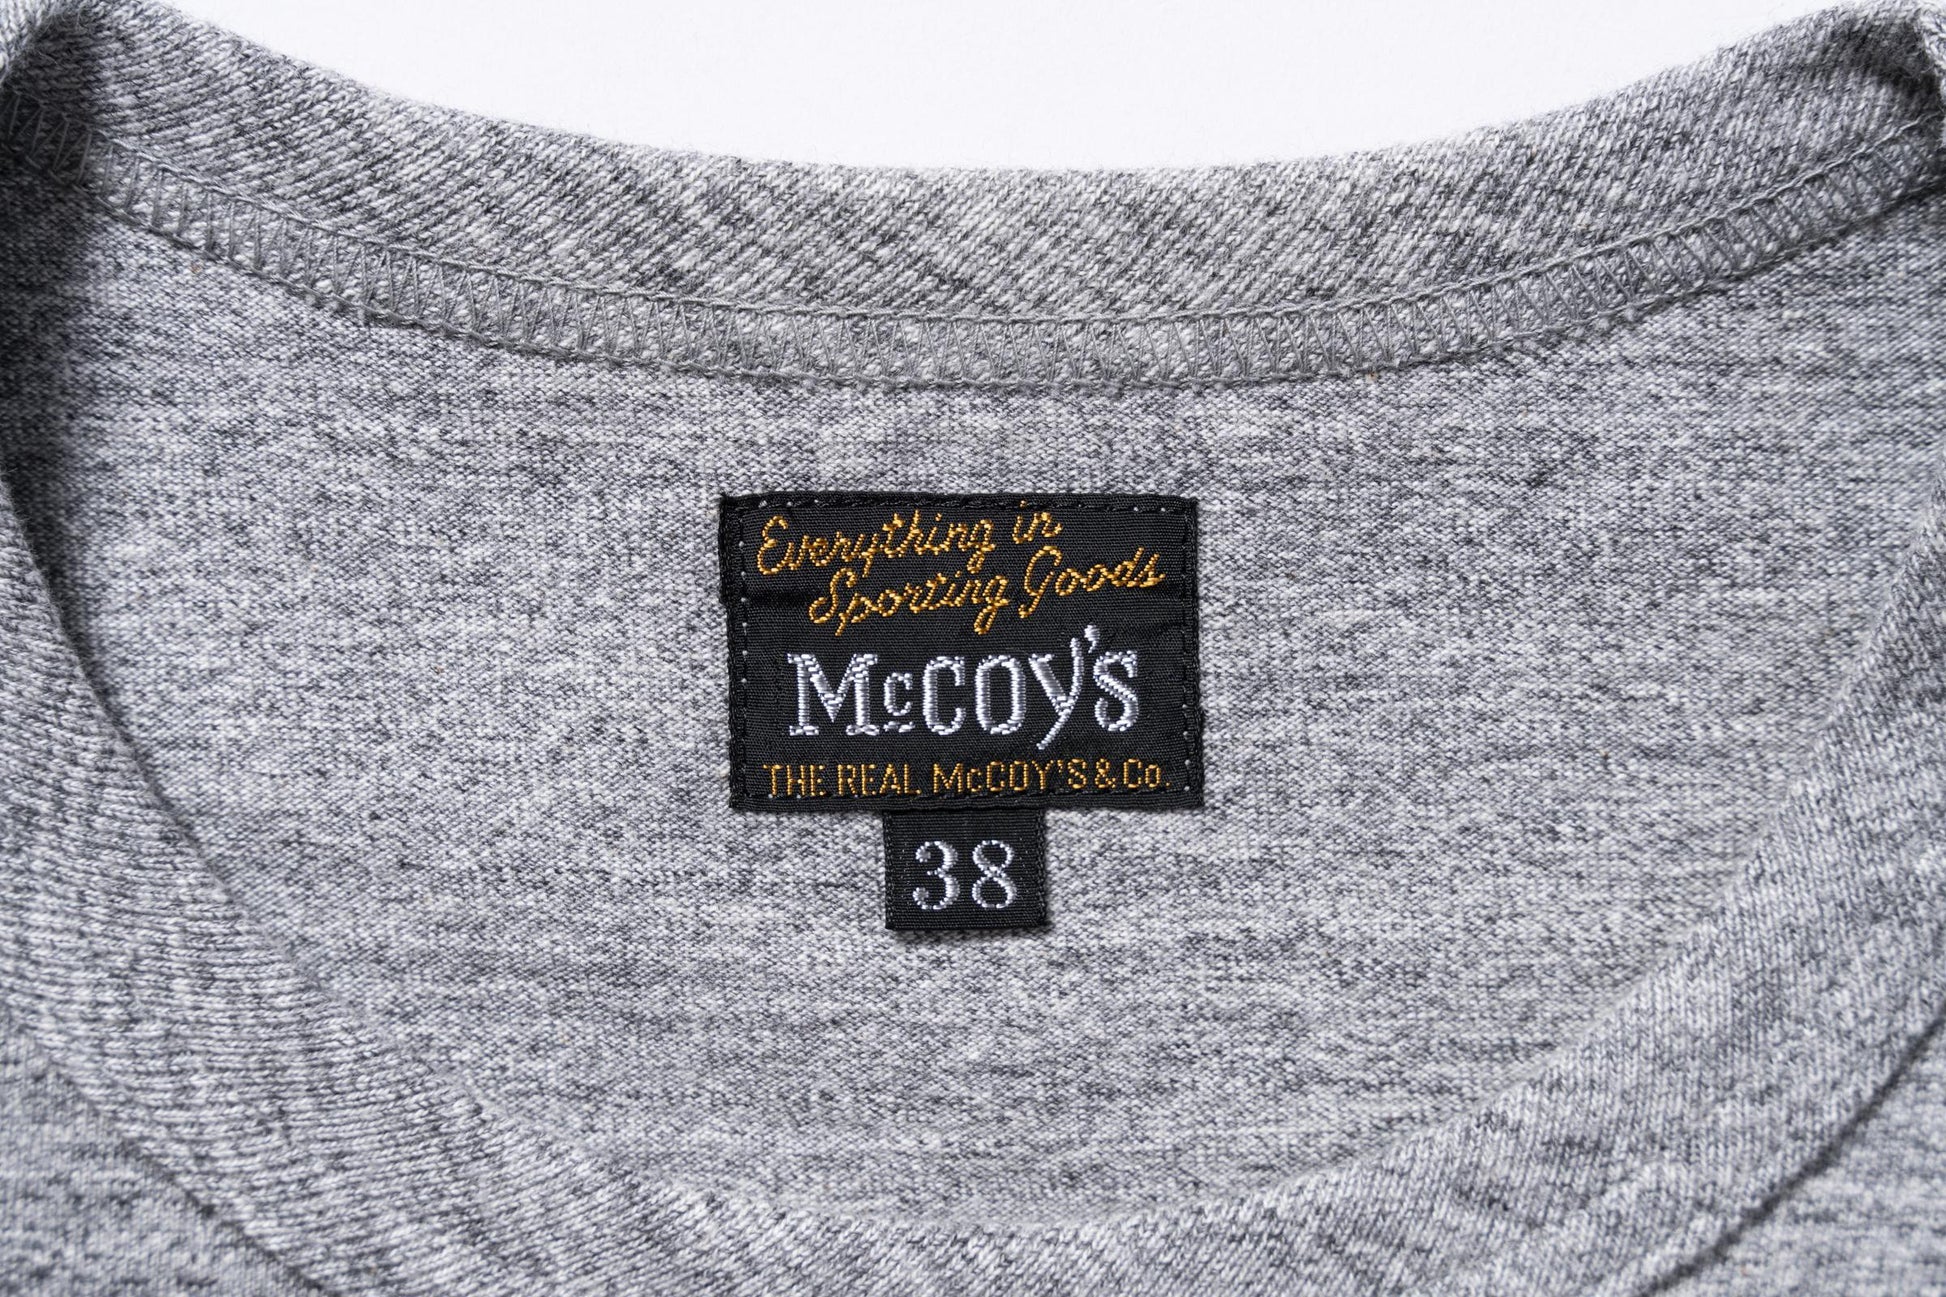 Everything in
Sporting Goods
McCOY'S
THE REAL McCOY'S & Co.
38